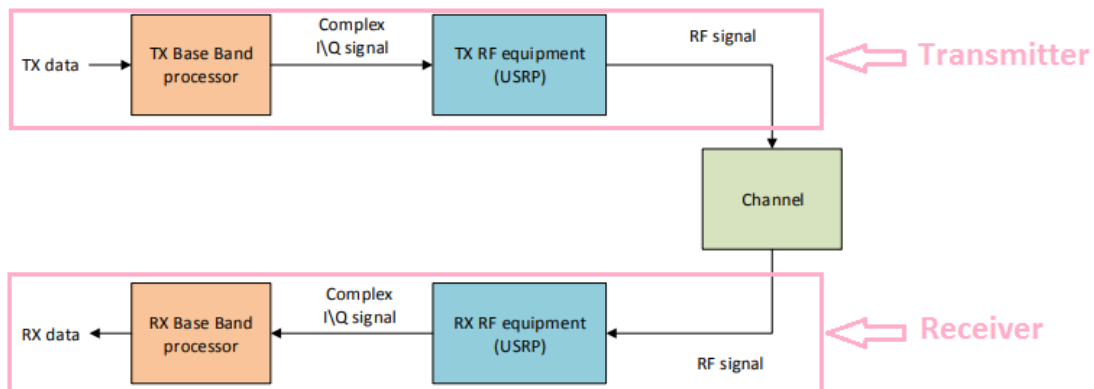 TX data
TX Base Band
processor
Complex
I\Q signal
TX RF equipment
(USRP)
RF signal
Transmitter
Channel
RX data
RX Base Band
processor
Complex
I\Q signal
RX RF equipment
(USRP)
RF signal
Receiver